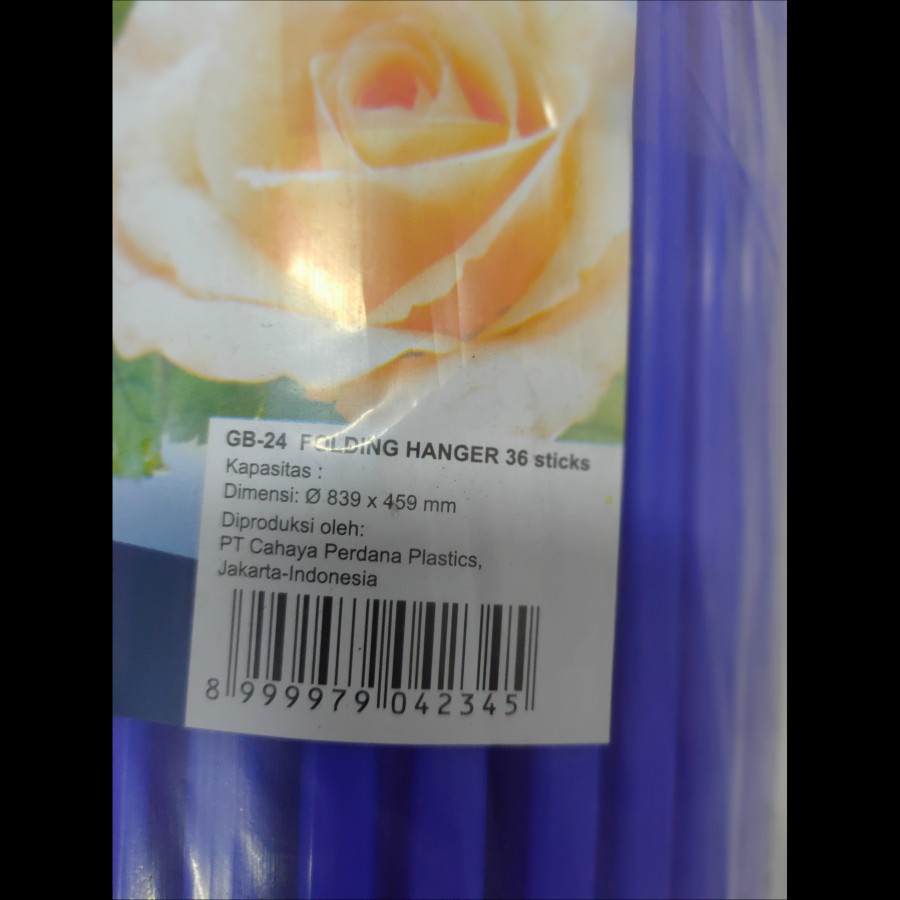 GB-24 FOLDING HANGER 36 sticks
Kapasitas :
Dimensi: Ø 839 x 459 mm
Diproduksi oleh:
PT Cahaya Perdana Plastics,
Jakarta-Indonesia
8 999979 042345